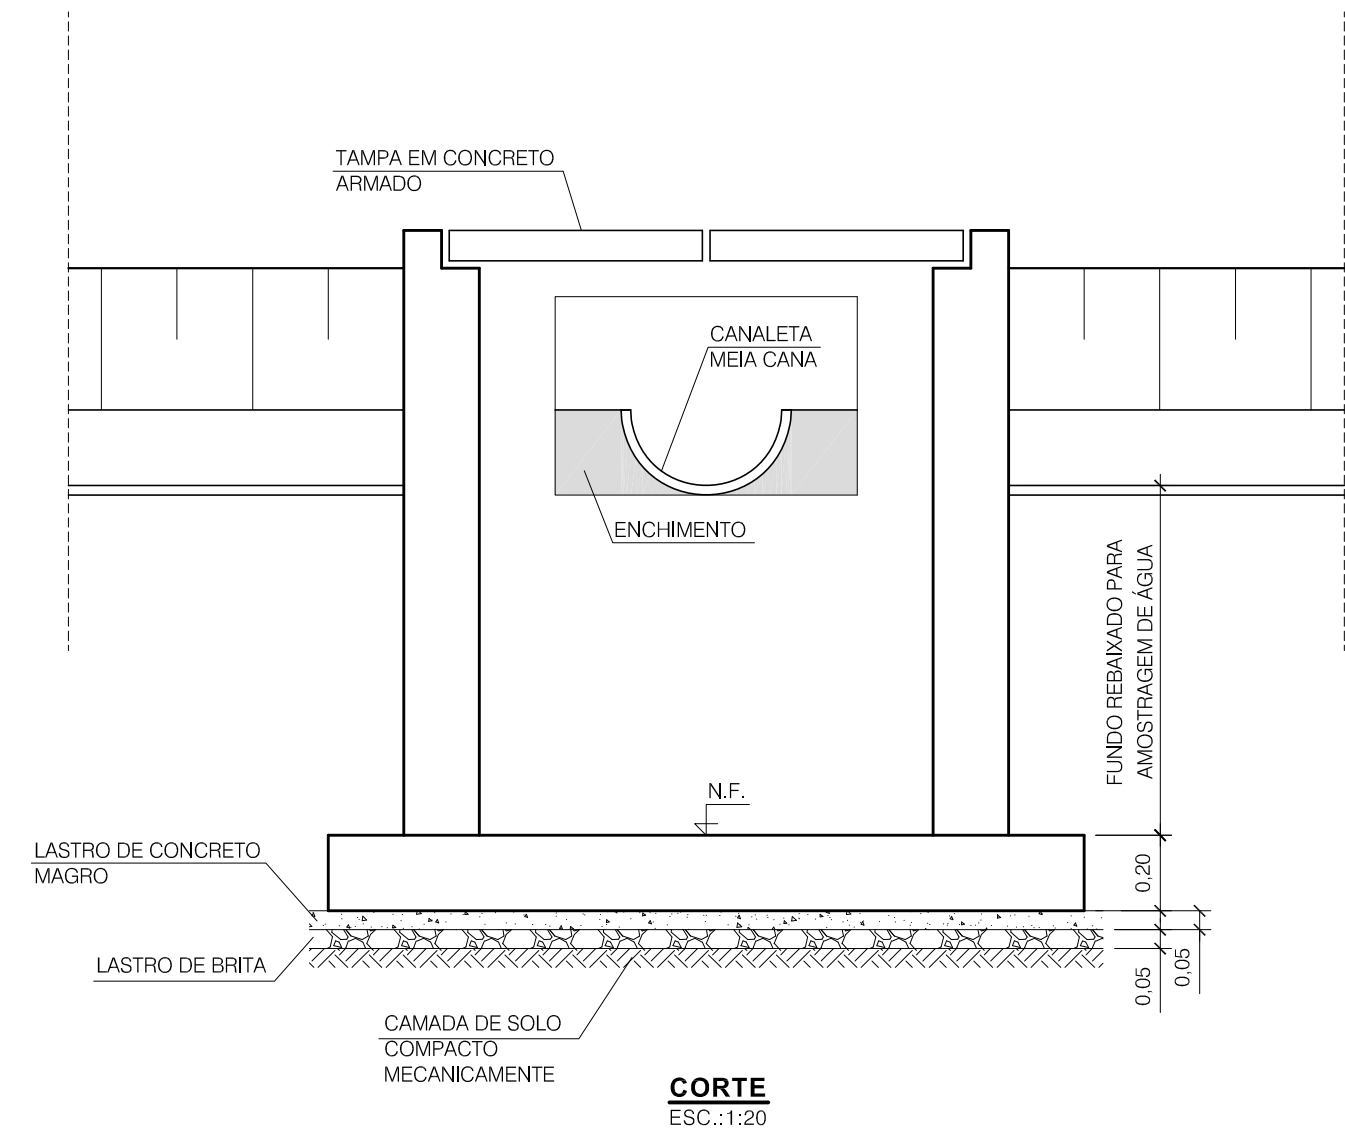 TAMPA EM CONCRETO
ARMADO
CANALETA
MEIA CANA
ENCHIMENTO
FUNDO REBAIXADO PARA
AMOSTRAGEM DE ÁGUA
N.F.
LASTRO DE CONCRETO
MAGRO
0,20
LASTRO DE BRITA
0,05
0,05
CAMADA DE SOLO
COMPACTO
MECANICAMENTE
CORTE
ESC.:1:20